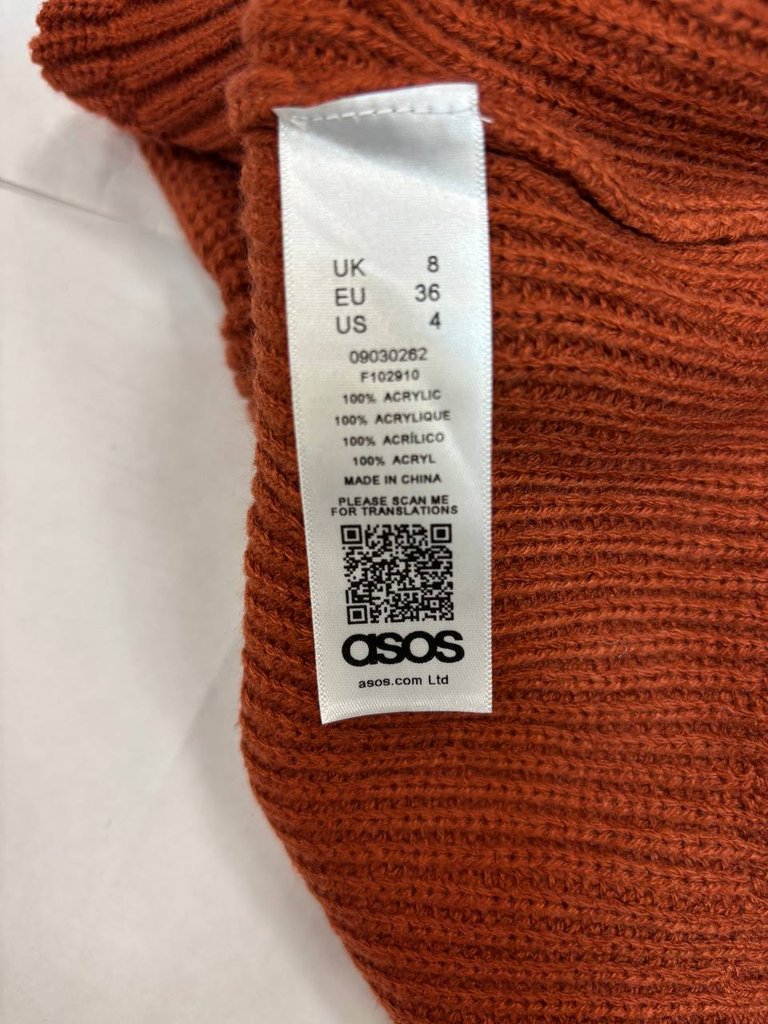 UK 8
EU 36
US 4
09030262
F102910
100% ACRYLIC
100% ACRYLIQUE
100% ACRÍLICO
100% ACRYL
MADE IN CHINA
PLEASE SCAN ME
FOR TRANSLATIONS
asos
asos.com Ltd